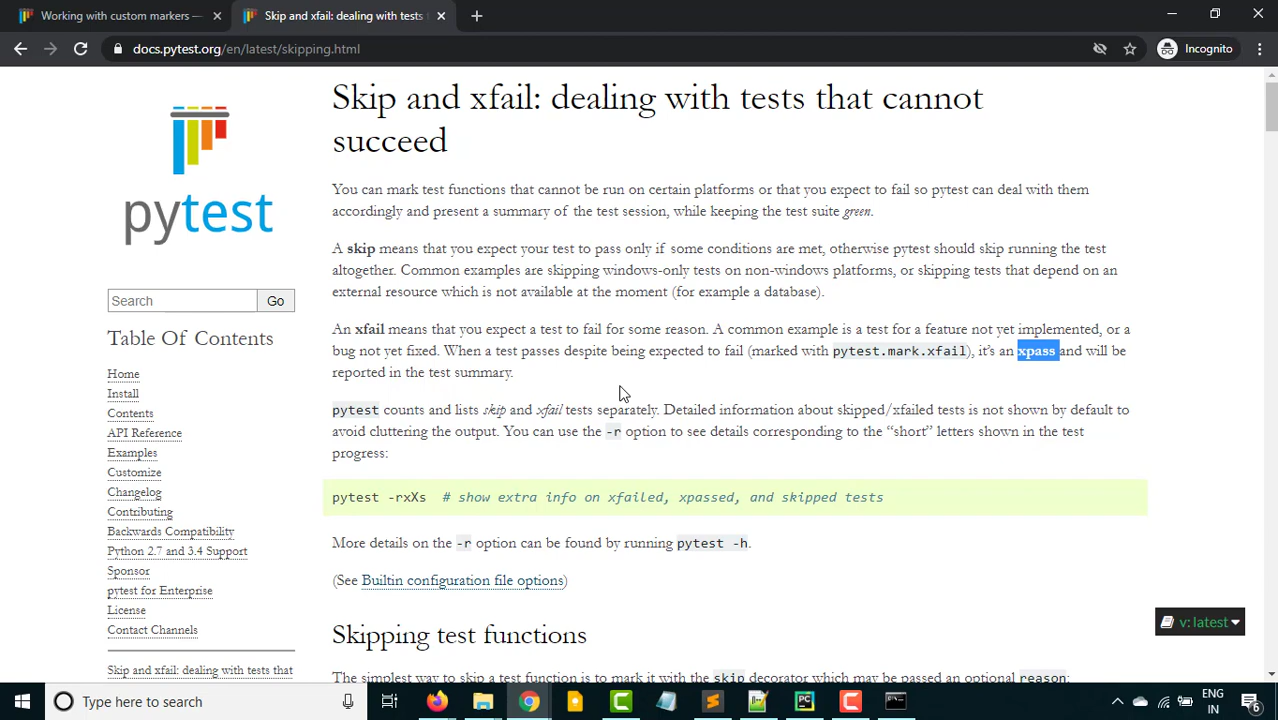 Working with custom markers —
Skip and xfail: dealing with tests
docs.pytest.org/en/latest/skipping.html
Incognito
pytest
Search
Go
Table Of Contents
Home
Install
Contents
API Reference
Examples
Customize
Changelog
Contributing
Backwards Compatibility
Python 2.7 and 3.4 Support
Sponsor
pytest for Enterprise
License
Contact Channels
Skip and xfail: dealing with tests that
Skip and xfail: dealing with tests that cannot
succeed
You can mark test functions that cannot be run on certain platforms or that you expect to fail so pytest can deal with them
accordingly and present a summary of the test session, while keeping the test suite green.
A skip means that you expect your test to pass only if some conditions are met, otherwise pytest should skip running the test
altogether. Common examples are skipping windows-only tests on non-windows platforms, or skipping tests that depend on an
external resource which is not available at the moment (for example a database).
An xfail means that you expect a test to fail for some reason. A common example is a test for a feature not yet implemented, or a
bug not yet fixed. When a test passes despite being expected to fail (marked with pytest.mark.xfail), it's an xpass and will be
reported in the test summary.
pytest counts and lists skip and xfail tests separately. Detailed information about skipped/xfailed tests is not shown by default to
avoid cluttering the output. You can use the -r option to see details corresponding to the “short” letters shown in the test
progress:
pytest -rxXs # show extra info on xfailed, xpassed, and skipped tests
More details on the -r option can be found by running pytest -h.
(See Builtin configuration file options)
Skipping test functions
The simplest way to skip a test function is to mark it with the skip decorator which may be passed an optional reason:
v: latest
Type here to search
PC
ENG
IN
6